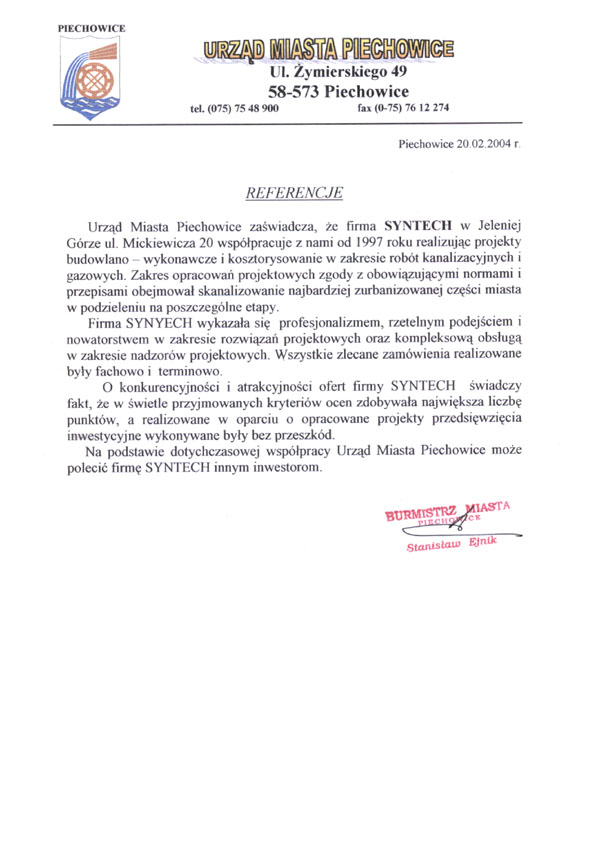 PIECHOWICE
URZĄD MIASTA PIECHOWICE
Ul. Żymierskiego 49
58-573 Piechowice
tel. (075) 75 48 900 fax (0-75) 76 12 274
Piechowice 20.02.2004 r.
REFERENCJE
Urząd Miasta Piechowice zaświadcza, że firma SYNTECH w Jeleniej
Górze ul. Mickiewicza 20 współpracuje z nami od 1997 roku realizując projekty
budowlano – wykonawcze i kosztorysowanie w zakresie robót kanalizacyjnych i
gazowych. Zakres opracowań projektowych zgody z obowiązującymi normami i
przepisami obejmował skanalizowanie najbardziej zurbanizowanej części miasta
w podzieleniu na poszczególne etapy.
Firma SYNYECH wykazała się profesjonalizmem, rzetelnym podejściem i
nowatorstwem w zakresie rozwiązań projektowych oraz kompleksową obsługą
w zakresie nadzorów projektowych. Wszystkie zlecane zamówienia realizowane
były fachowo i terminowo.
O konkurencyjności i atrakcyjności ofert firmy SYNTECH świadczy
fakt, że w świetle przyjmowanych kryteriów ocen zdobywała największa liczbę
punktów, a realizowane w oparciu o opracowane projekty przedsięwzięcia
inwestycyjne wykonywane były bez przeszkód.
Na podstawie dotychczasowej współpracy Urząd Miasta Piechowice może
polecić firmę SYNTECH innym inwestorom.
BURMISTRZ MIASTA
PIECHOWICE
Stanisław Ejnik